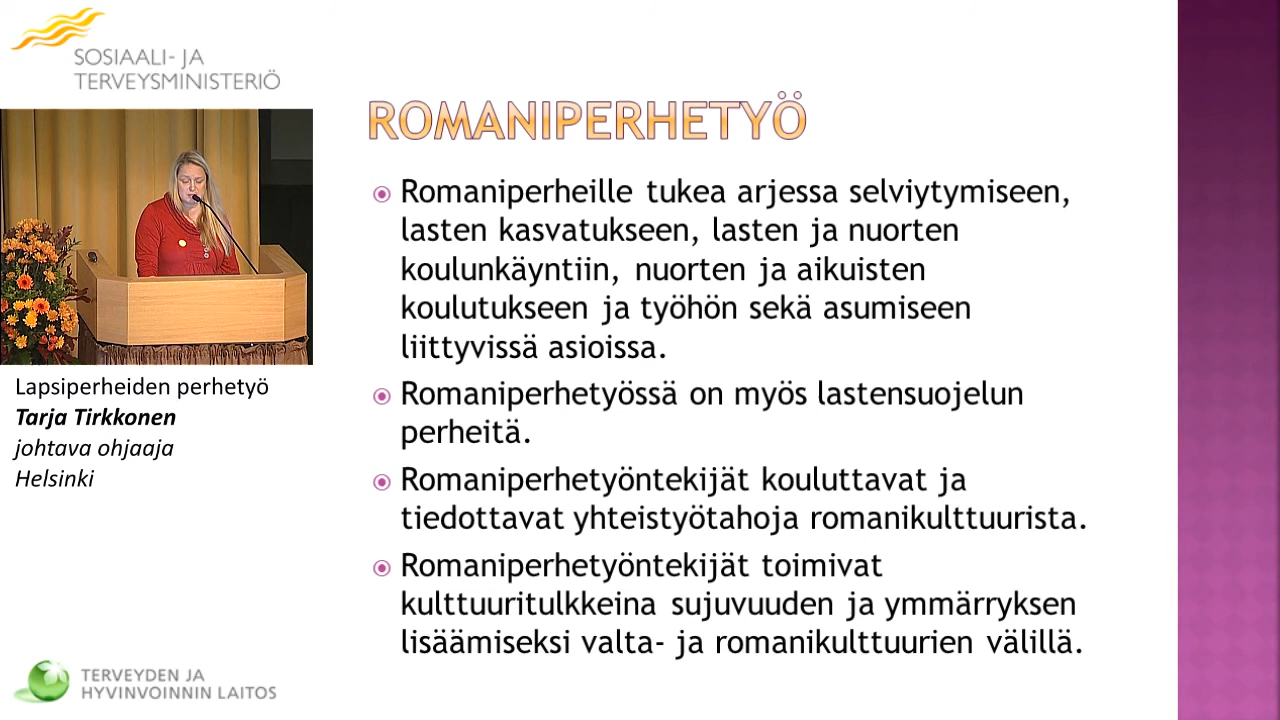 SOSIAALI- JA
TERVEYSMINISTERIÖ
Lapsiperheiden perhetyö
Tarja Tirkkonen
johtava ohjaaja
Helsinki
TERVEYDEN JA
HYVINVOINNIN LAITOS
ROMANIPERHETYÖ
Romaniperheille tukea arjessa selviytymiseen,
lasten kasvatukseen, lasten ja nuorten
koulunkäyntiin, nuorten ja aikuisten
koulutukseen ja työhön sekä asumiseen
liittyvissä asioissa.
Romaniperhetyössä on myös lastensuojelun
perheitä.
Romaniperhetyöntekijät kouluttavat ja
tiedottavat yhteistyötahoja romanikulttuurista.
Romaniperhetyöntekijät toimivat
kulttuuritulkkeina sujuvuuden ja ymmärryksen
lisäämiseksi valta- ja romanikulttuurien välillä.